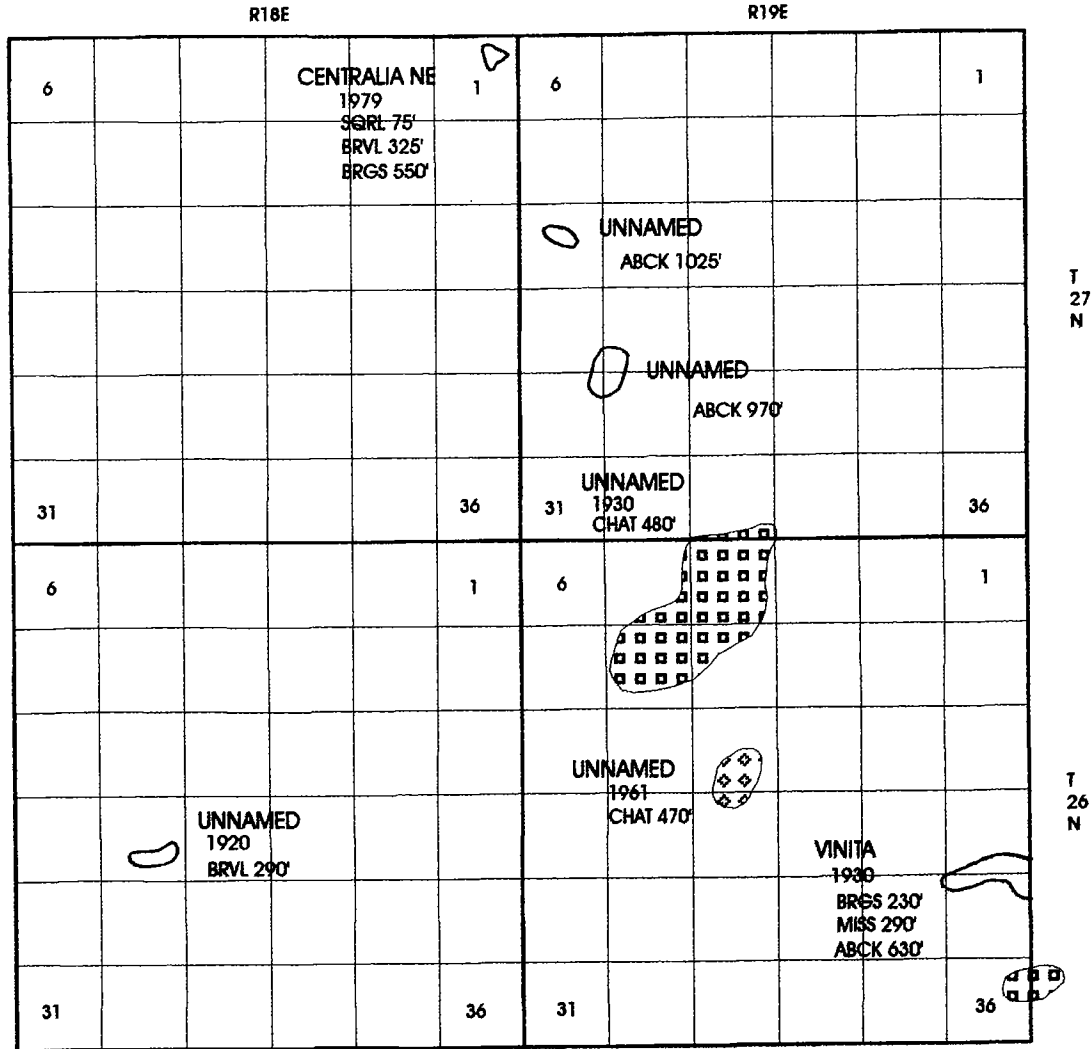 R18E
R19E
6
CENTRALIA NE
1979
SQRL 75'
BRVL 325'
BRGS 550'
1
6
1
UNNAMED
ABCK 1025'
T
27
N
UNNAMED
ABCK 970'
31
36
UNNAMED
31
1930
CHAT 480'
36
6
1
6
1
UNNAMED
1961
CHAT 470'
T
26
N
UNNAMED
1920
BRVL 290'
VINITA
1930
BRGS 230'
MISS 290'
ABCK 630'
31
36
31
36